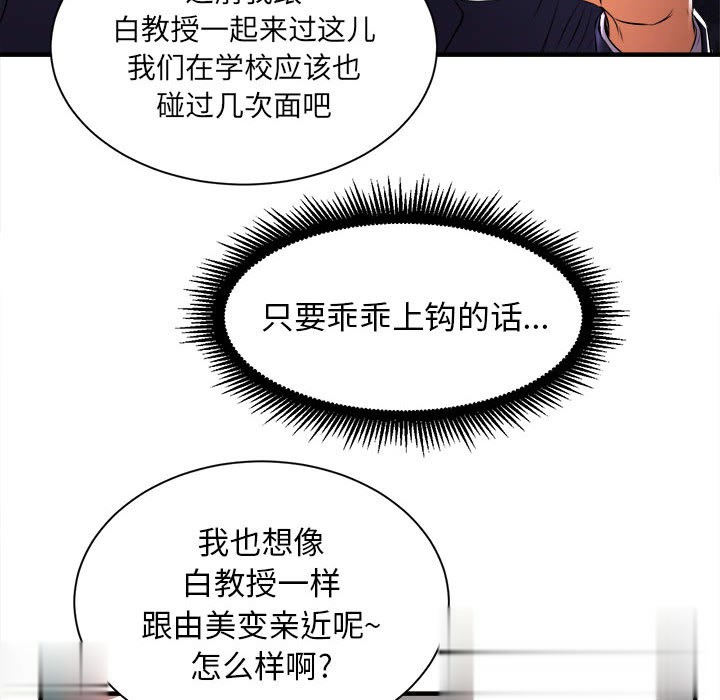 白教授一起来过这儿
我们在学校应该也
碰过几次面吧
只要乖乖上钩的话...
我也想像
白教授一样
跟由美变亲近呢~
怎么样啊?